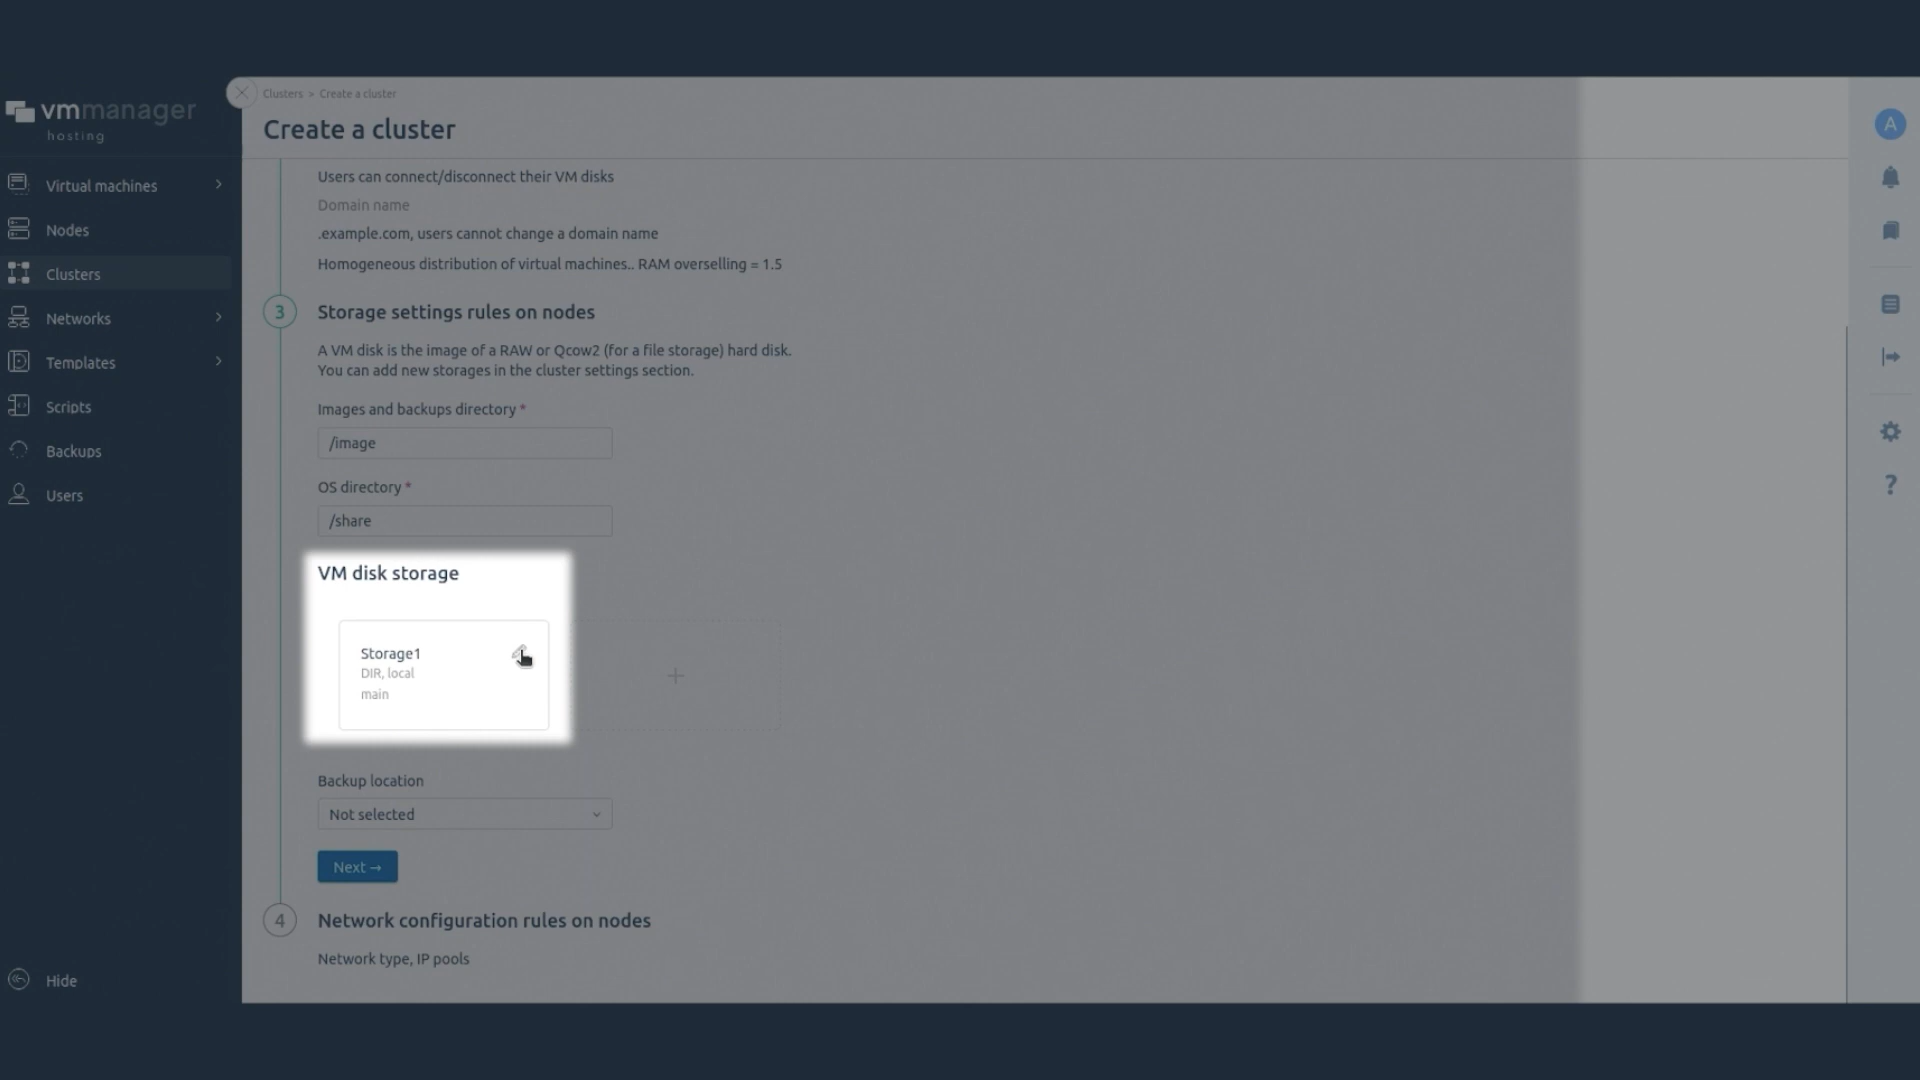 vmmanager
hosting
Virtual machines
Nodes
Clusters
Networks
Templates
Scripts
Backups
Users
Hide
Clusters > Create a cluster
Create a cluster
Users can connect/disconnect their VM disks
Domain name
.example.com, users cannot change a domain name
Homogeneous distribution of virtual machines.. RAM overselling = 1.5
3
Storage settings rules on nodes
A VM disk is the image of a RAW or Qcow2 (for a file storage) hard disk.
You can add new storages in the cluster settings section.
Images and backups directory *
/image
OS directory *
/share
VM disk storage
Storage1
DIR, local
main
+
Backup location
Not selected
Next →
4
Network configuration rules on nodes
Network type, IP pools
A
?